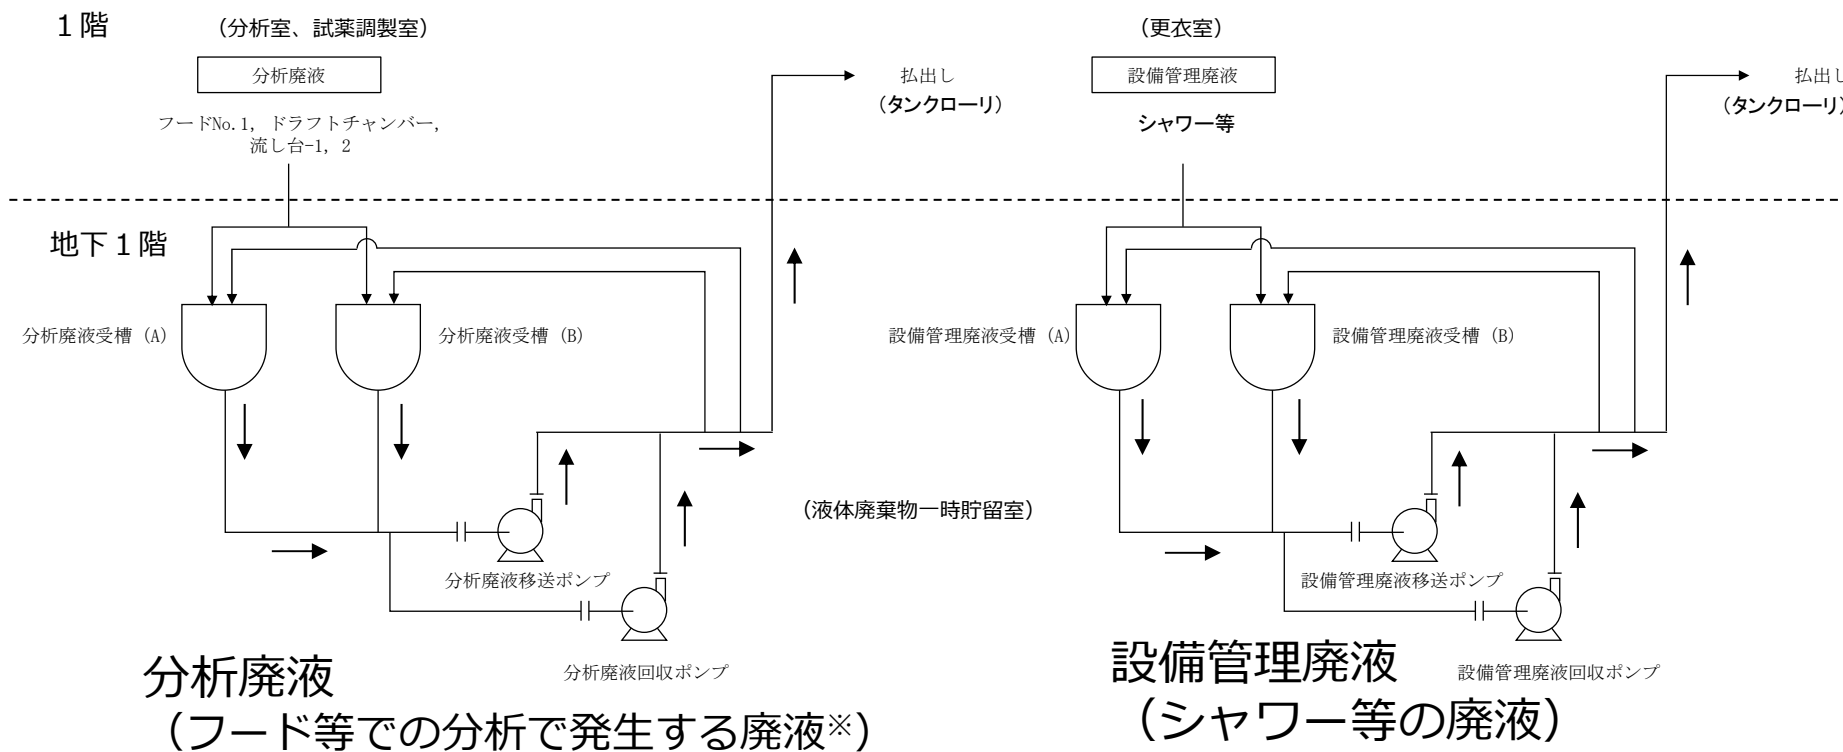 １階
（分析室、試薬調製室）
分析廃液
フードNo.1, ドラフトチャンバー,
流し台-1, 2
払出し
（タンクローリ）
（更衣室）
設備管理廃液
シャワー等
払出し
（タンクローリ）
地下１階
分析廃液受槽 (A)
分析廃液受槽 (B)
設備管理廃液受槽 (A)
設備管理廃液受槽 (B)
（液体廃棄物一時貯留室）
分析廃液移送ポンプ
設備管理廃液移送ポンプ
分析廃液回収ポンプ
設備管理廃液回収ポンプ
分析廃液
（フード等での分析で発生する廃液※）
設備管理廃液
（シャワー等の廃液）